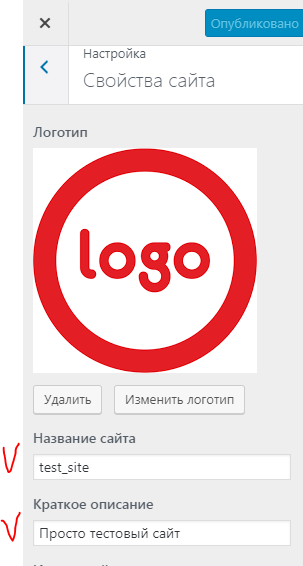 Опубликовано
Настройка
Свойства сайта
Логотип
logo
Удалить Изменить логотип
Название сайта
test_site
Краткое описание
Просто тестовый сайт